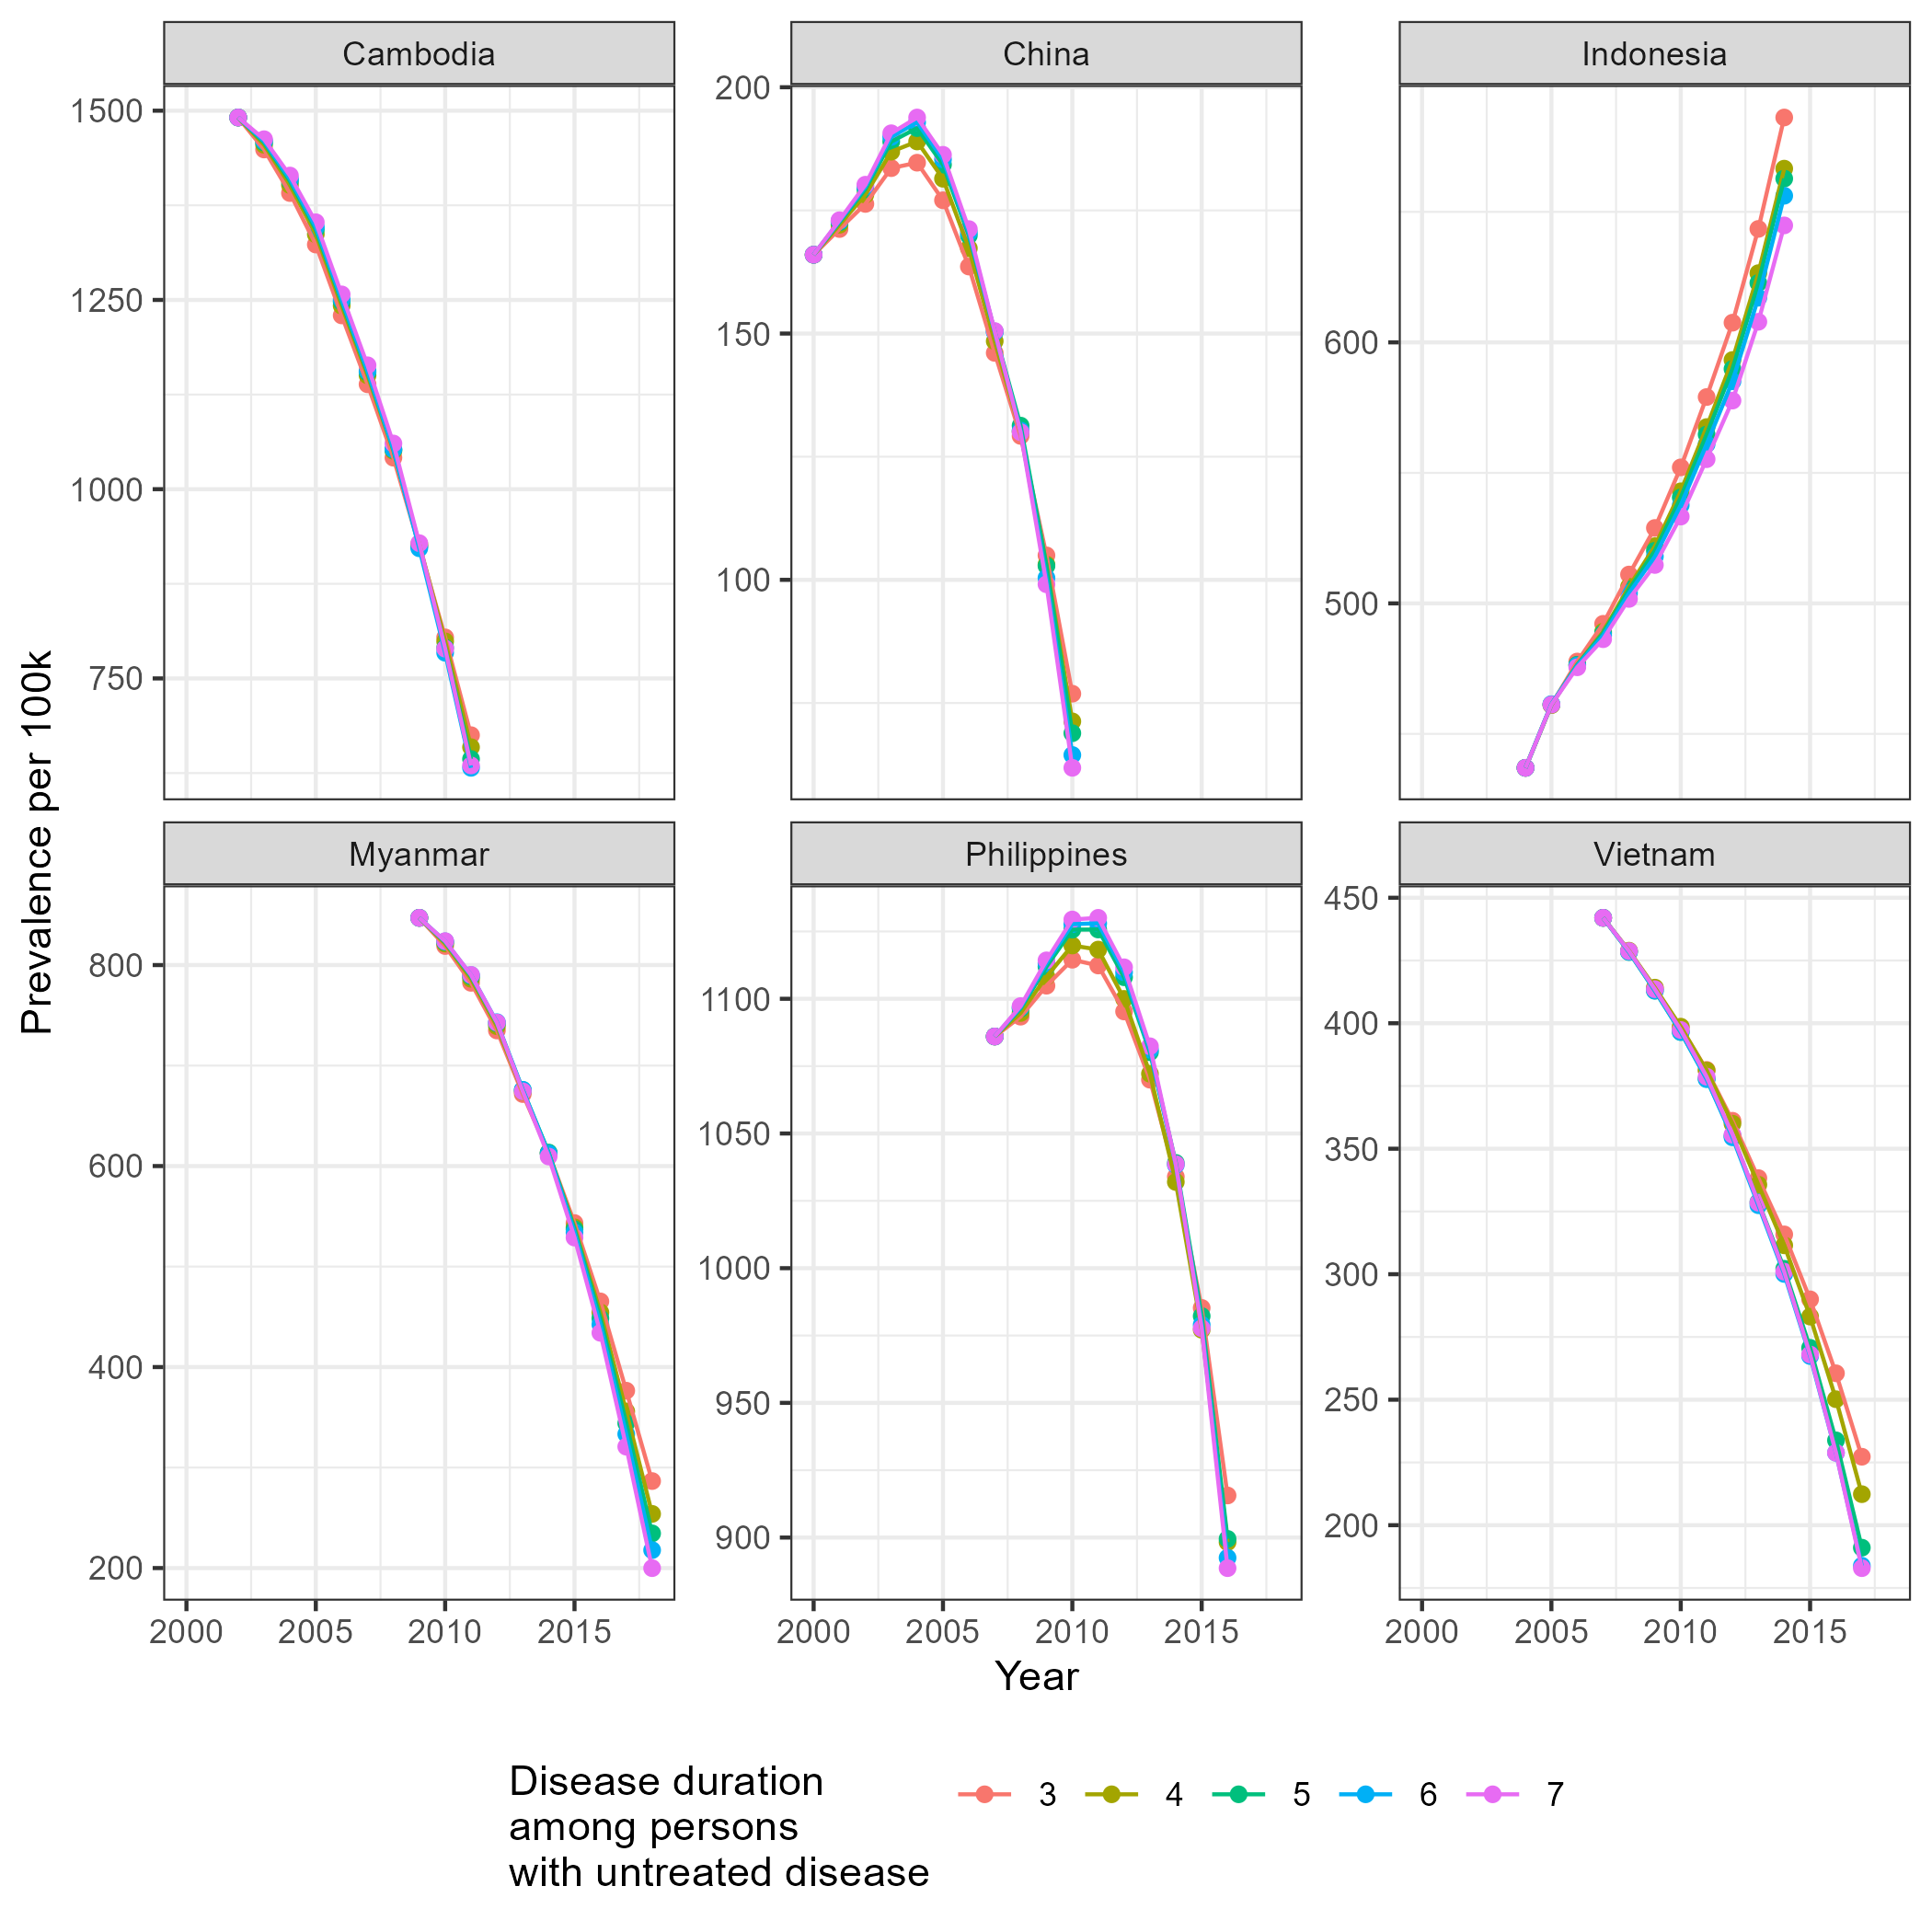 Cambodia
China
Indonesia
1500
1250
1000
750
200
150
100
600
500
Prevalence per 100k
Myanmar
Philippines
Vietnam
800
600
400
200
1100
1050
1000
950
900
450
400
350
300
250
200
2000 2005 2010 2015
2000 2005 2010 2015
2000 2005 2010 2015
Year
Disease duration
among persons
with untreated disease
3 4 5 6 7